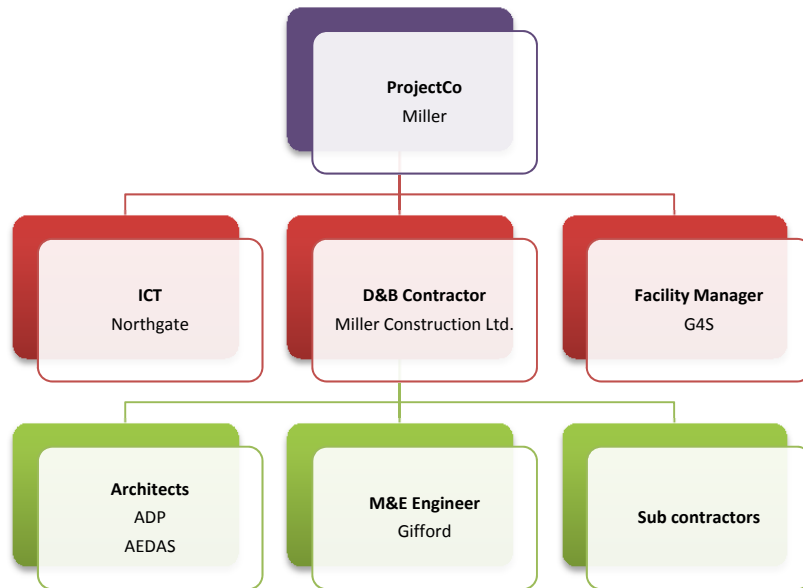 ProjectCo
Miller
ICT
Northgate
D&B Contractor
Miller Construction Ltd.
Facility Manager
G4S
Architects
ADP
AEDAS
M&E Engineer
Gifford
Sub contractors